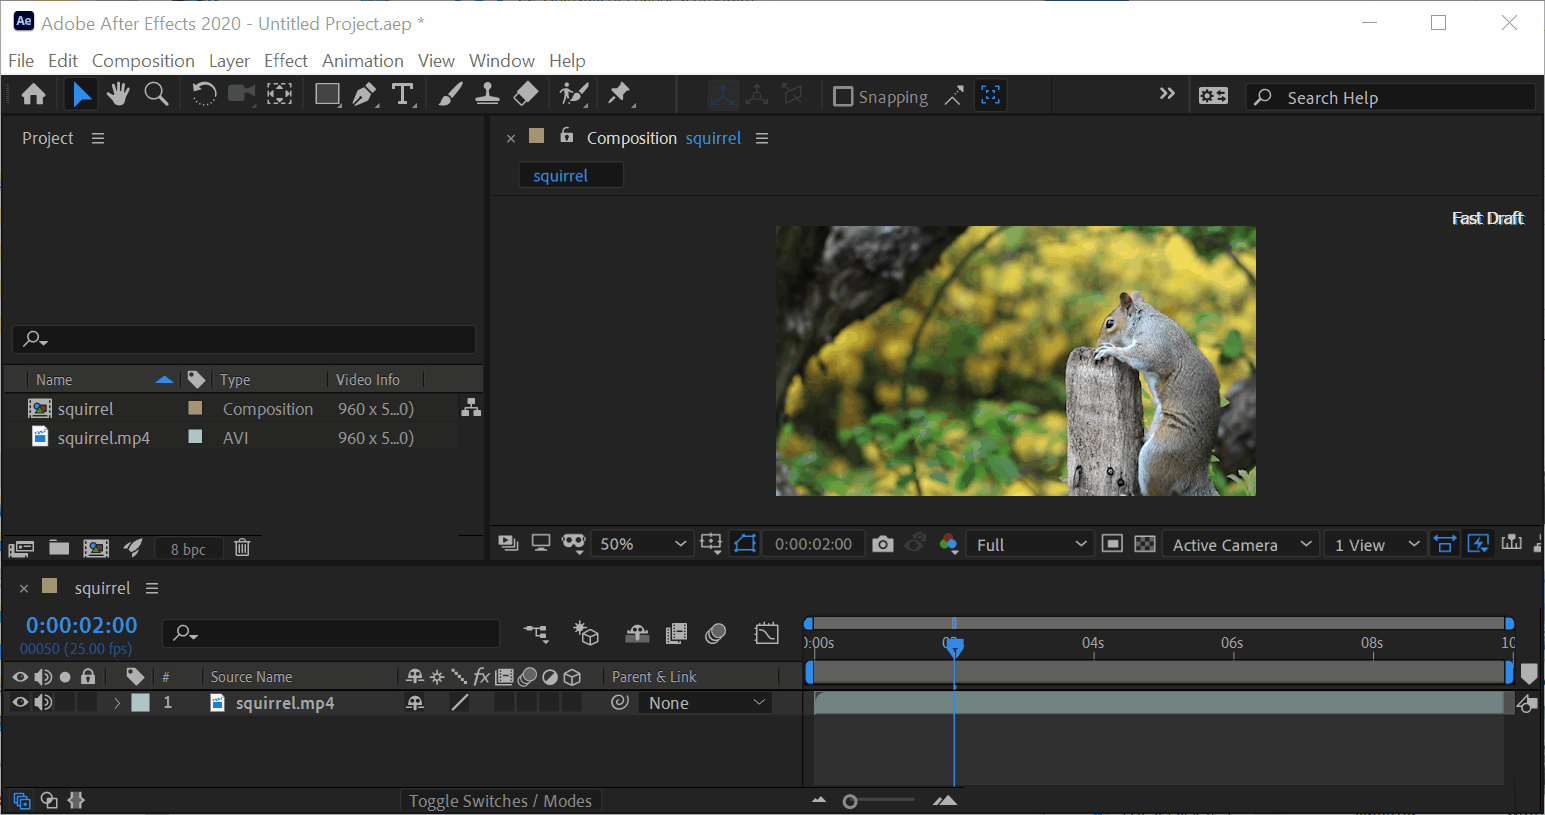 Ae Adobe After Effects 2020 - Untitled Project.aep *
File Edit Composition Layer Effect Animation View Window Help
T Snapping Search Help
Project
Composition squirrel
squirrel
Fast Draft
Name Type Video Info
squirrel Composition 960 x 5...0)
squirrel.mp4 AVI 960 x 5...0)
8 bpc
50% 0:00:02:00 Full Active Camera 1 View
squirrel
0:00:02:00
00050 (25.00 fps)
0:00s 04s 06s 08s 10
# Source Name fx Parent & Link
1 squirrel.mp4 None
Toggle Switches / Modes